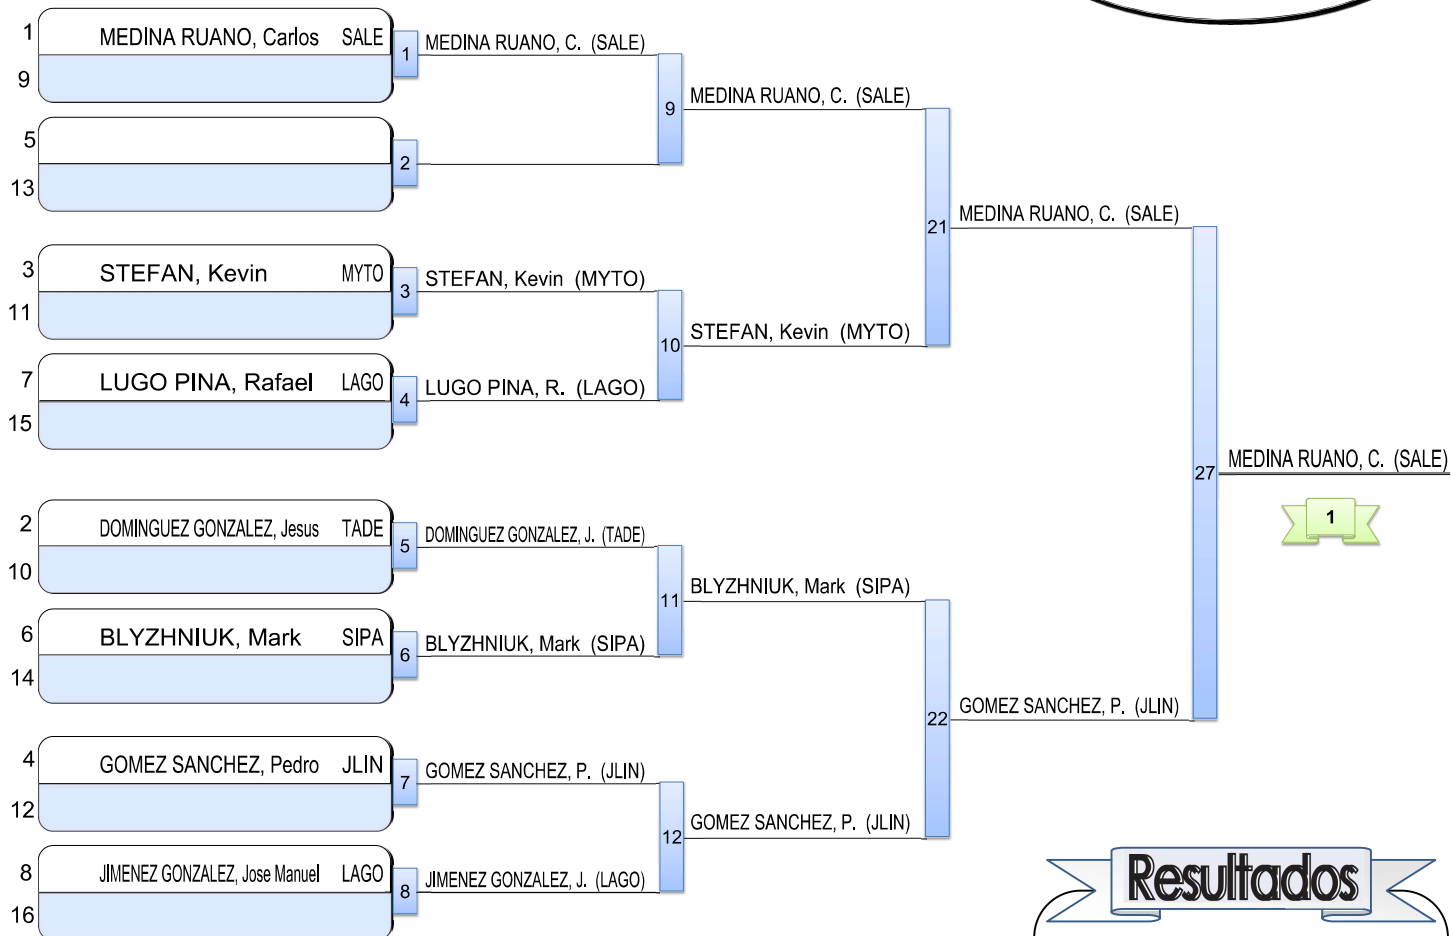 1 MEDINA RUANO, Carlos SALE
9
1
MEDINA RUANO, C. (SALE)
5
13
2
9
MEDINA RUANO, C. (SALE)
3 STEFAN, Kevin MYTO
11
3
STEFAN, Kevin (MYTO)
7 LUGO PINA, Rafael LAGO
15
4
LUGO PINA, R. (LAGO)
10
STEFAN, Kevin (MYTO)
21
MEDINA RUANO, C. (SALE)
2 DOMINGUEZ GONZALEZ, Jesus TADE
10
5
DOMINGUEZ GONZALEZ, J. (TADE)
6 BLYZHNIUK, Mark SIPA
14
6
BLYZHNIUK, Mark (SIPA)
11
BLYZHNIUK, Mark (SIPA)
4 GOMEZ SANCHEZ, Pedro JLIN
12
7
GOMEZ SANCHEZ, P. (JLIN)
8 JIMENEZ GONZALEZ, Jose Manuel LAGO
16
8
JIMENEZ GONZALEZ, J. (LAGO)
12
GOMEZ SANCHEZ, P. (JLIN)
22
GOMEZ SANCHEZ, P. (JLIN)
27
MEDINA RUANO, C. (SALE)
1
Resultados